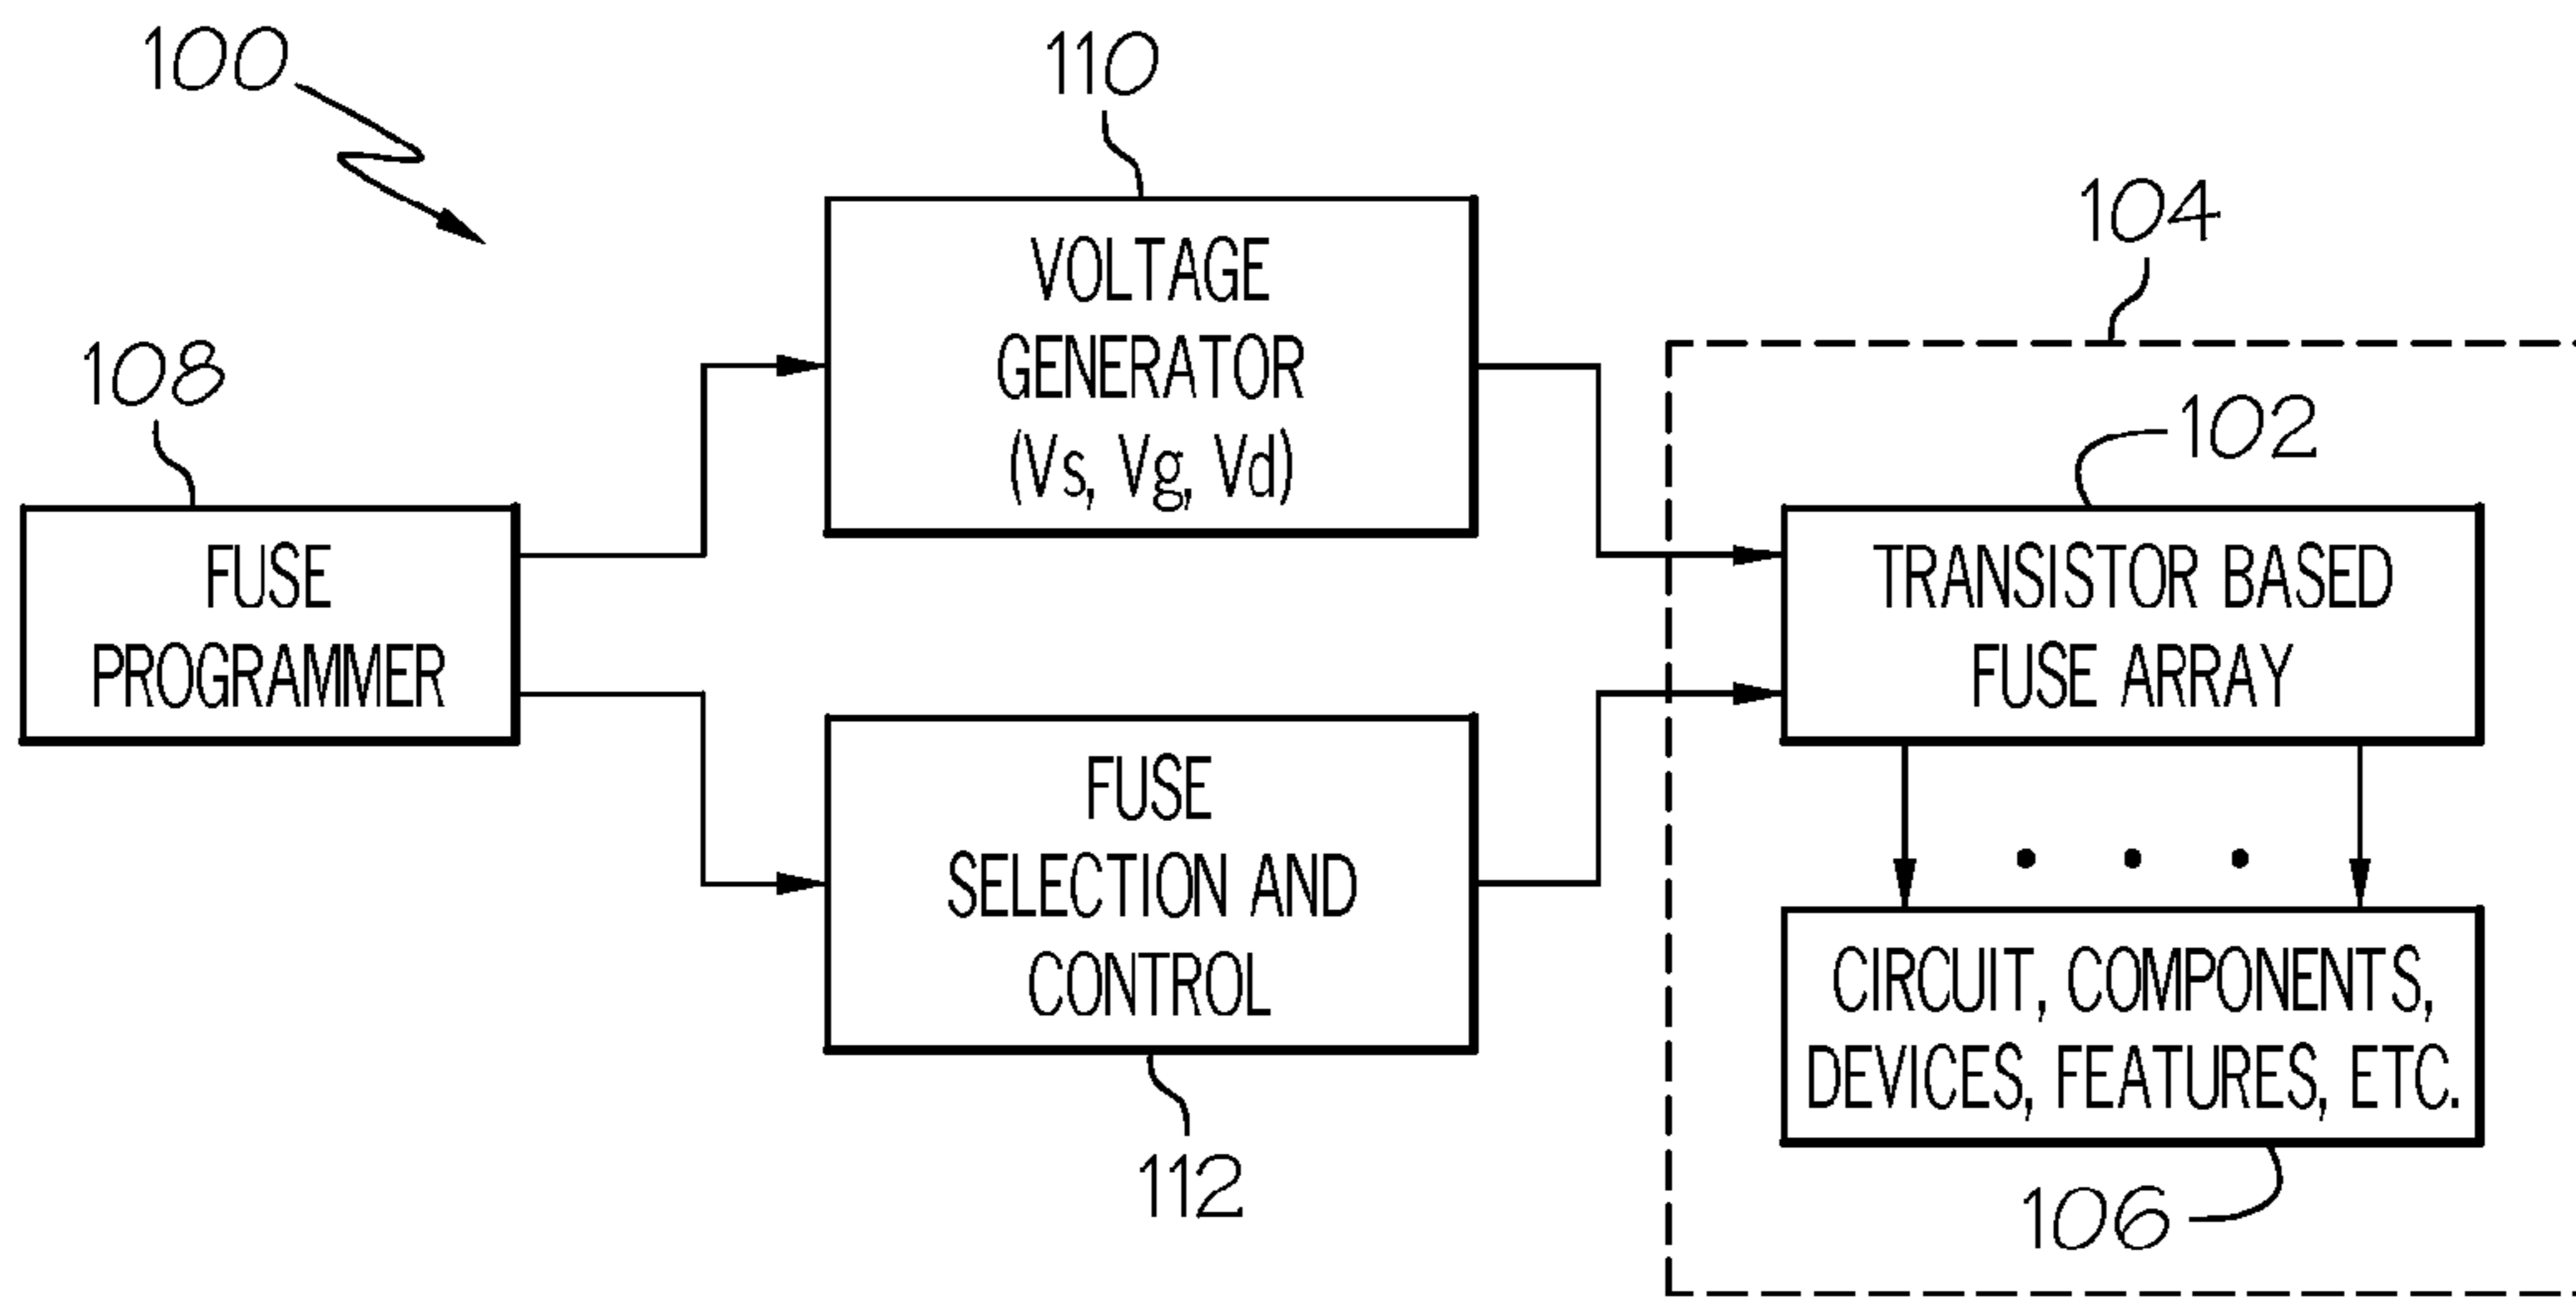 100
110
VOLTAGE
GENERATOR
(Vs, Vg, Vd)
104
108
FUSE
PROGRAMMER
102
TRANSISTOR BASED
FUSE ARRAY
FUSE
SELECTION AND
CONTROL
112
CIRCUIT, COMPONENTS,
DEVICES, FEATURES, ETC.
106